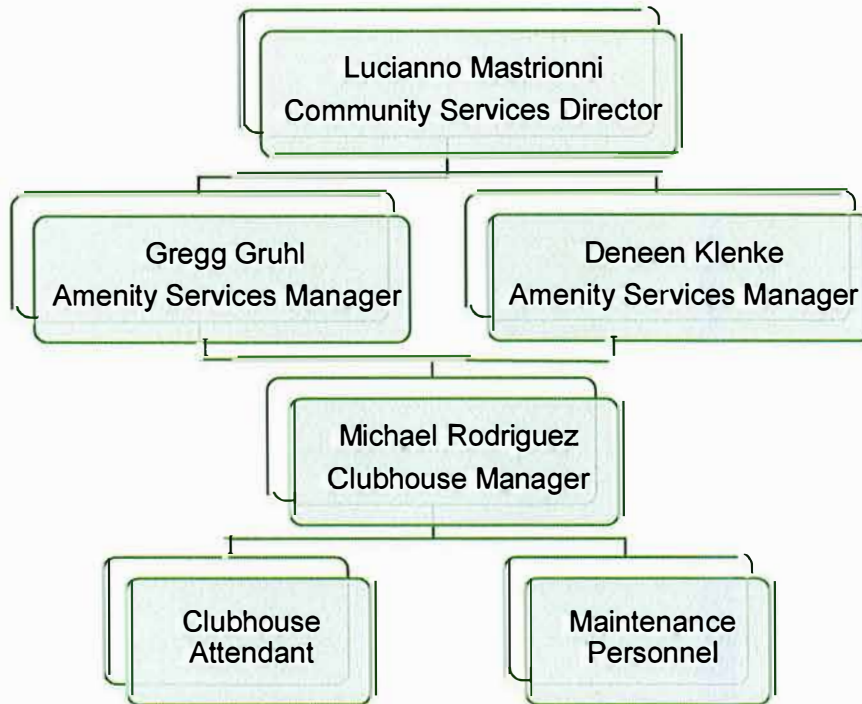 Lucianno Mastrionni
Community Services Director
Gregg Gruhl
Amenity Services Manager
Deneen Klenke
Amenity Services Manager
Michael Rodriguez
Clubhouse Manager
Clubhouse
Attendant
Maintenance
Personnel